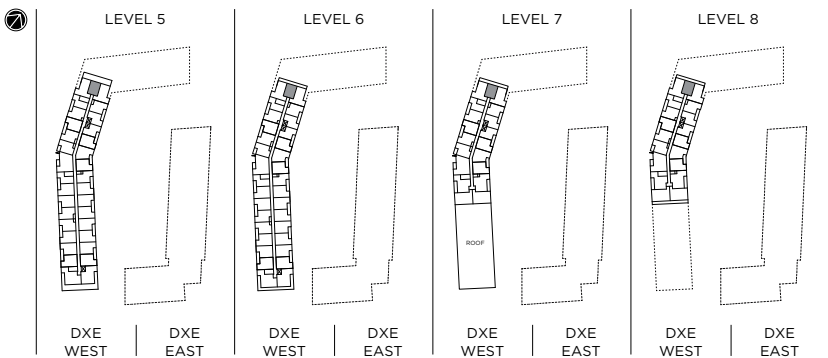 LEVEL 5
LEVEL 6
LEVEL 7
LEVEL 8
ROOF
DXE
WEST
DXE
EAST
DXE
WEST
DXE
EAST
DXE
WEST
DXE
EAST
DXE
WEST
DXE
EAST